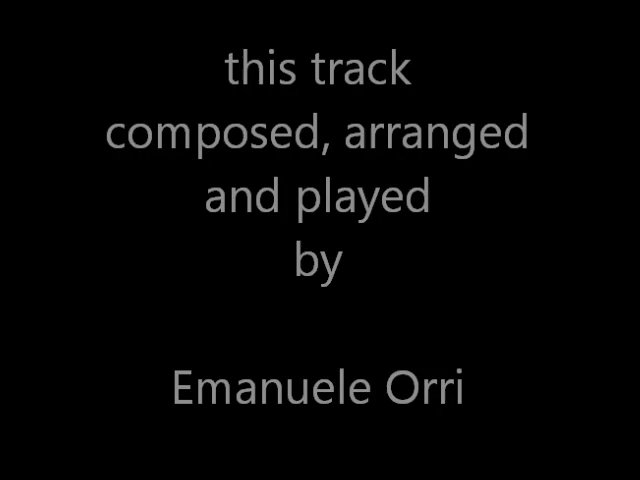 this track
composed, arranged
and played
by
Emanuele Orri